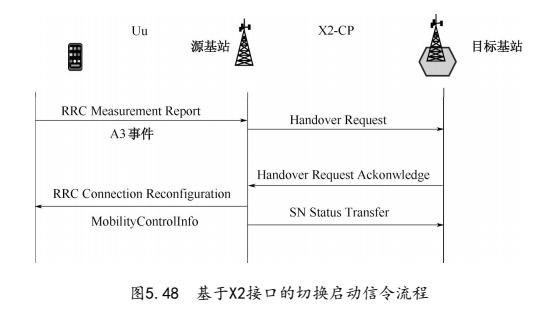 Uu
X2-CP
源基站
目标基站
RRC Measurement Report
A3事件
Handover Request
Handover Request Ackonwledge
RRC Connection Reconfiguration
MobilityControlInfo
SN Status Transfer
图5.48 基于X2接口的切换启动信令流程